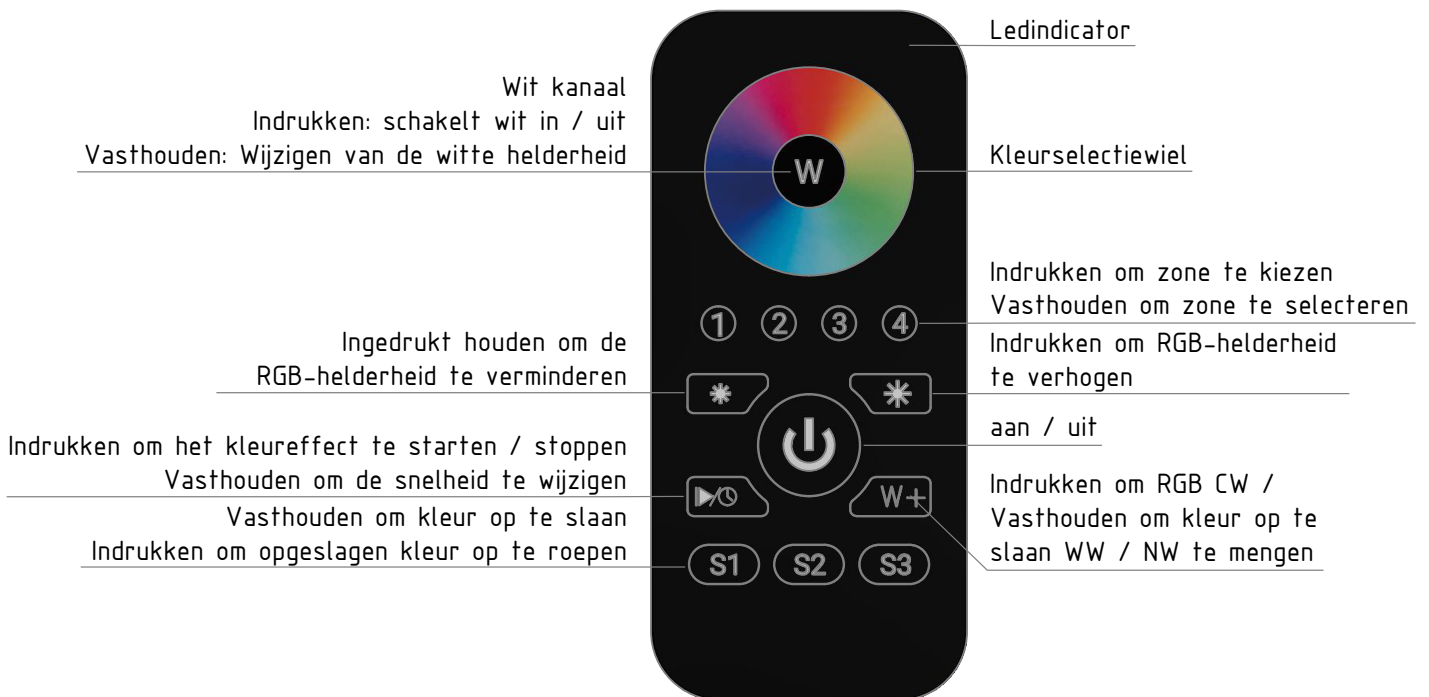 Ledindicator
Wit kanaal
Indrukken: schakelt wit in / uit
Vasthouden: Wijzigen van de witte helderheid
W
Kleurselectiewiel
Indrukken om zone te kiezen
Vasthouden om zone te selecteren
1 2 3 4
Ingedrukt houden om de
RGB-helderheid te verminderen
Indrukken om RGB-helderheid
te verhogen
aan / uit
Indrukken om het kleureffect te starten / stoppen
Vasthouden om de snelheid te wijzigen
W+
Indrukken om RGB CW /
Vasthouden om kleur op te
slaan WW / NW te mengen
Vasthouden om kleur op te slaan
Indrukken om opgeslagen kleur op te roepen
S1 S2 S3